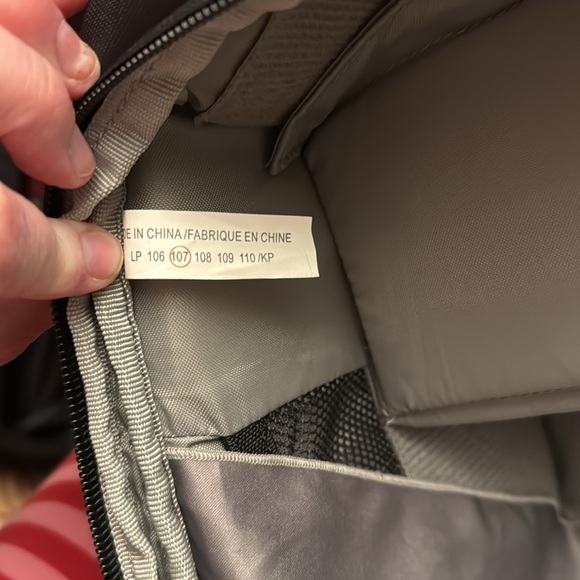 E IN CHINA/FABRIQUE EN CHINE
LP 106 107 108 109 110/KP